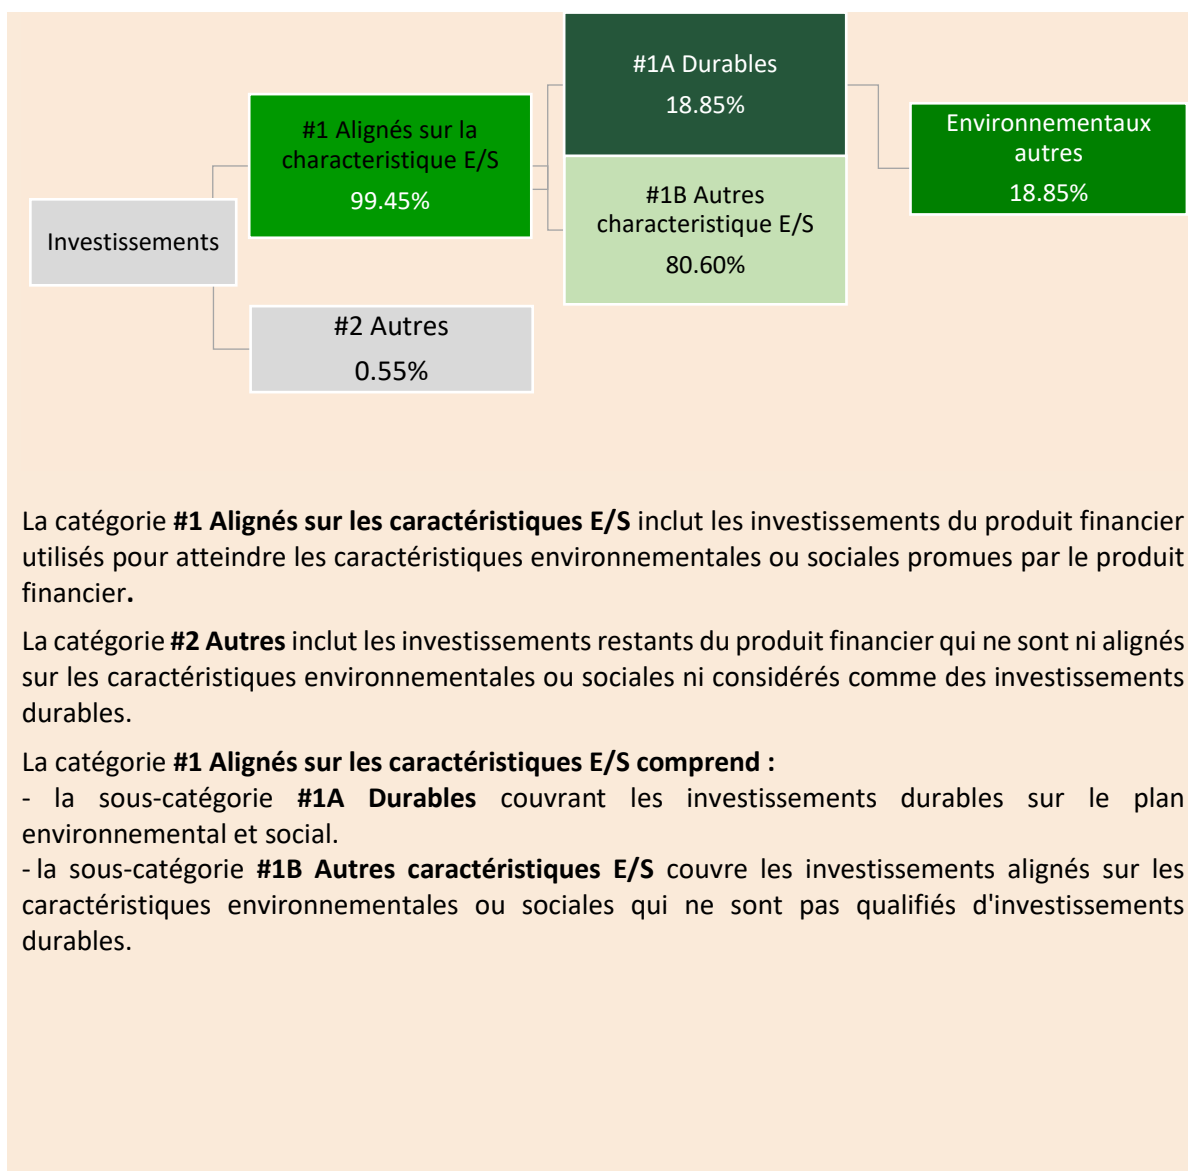 #1A Durables
18.85%
#1 Alignés sur la
characteristique E/S
99.45%
Environnementaux
autres
18.85%
#1B Autres
characteristique E/S
80.60%
Investissements
#2 Autres
0.55%
La catégorie #1 Alignés sur les caractéristiques E/S inclut les investissements du produit financier
utilisés pour atteindre les caractéristiques environnementales ou sociales promues par le produit
financier.
La catégorie #2 Autres inclut les investissements restants du produit financier qui ne sont ni alignés
sur les caractéristiques environnementales ou sociales ni considérés comme des investissements
durables.
La catégorie #1 Alignés sur les caractéristiques E/S comprend :
- la sous-catégorie #1A Durables couvrant les investissements durables sur le plan
environnemental et social.
- la sous-catégorie #1B Autres caractéristiques E/S couvre les investissements alignés sur les
caractéristiques environnementales ou sociales qui ne sont pas qualifiés d'investissements
durables.